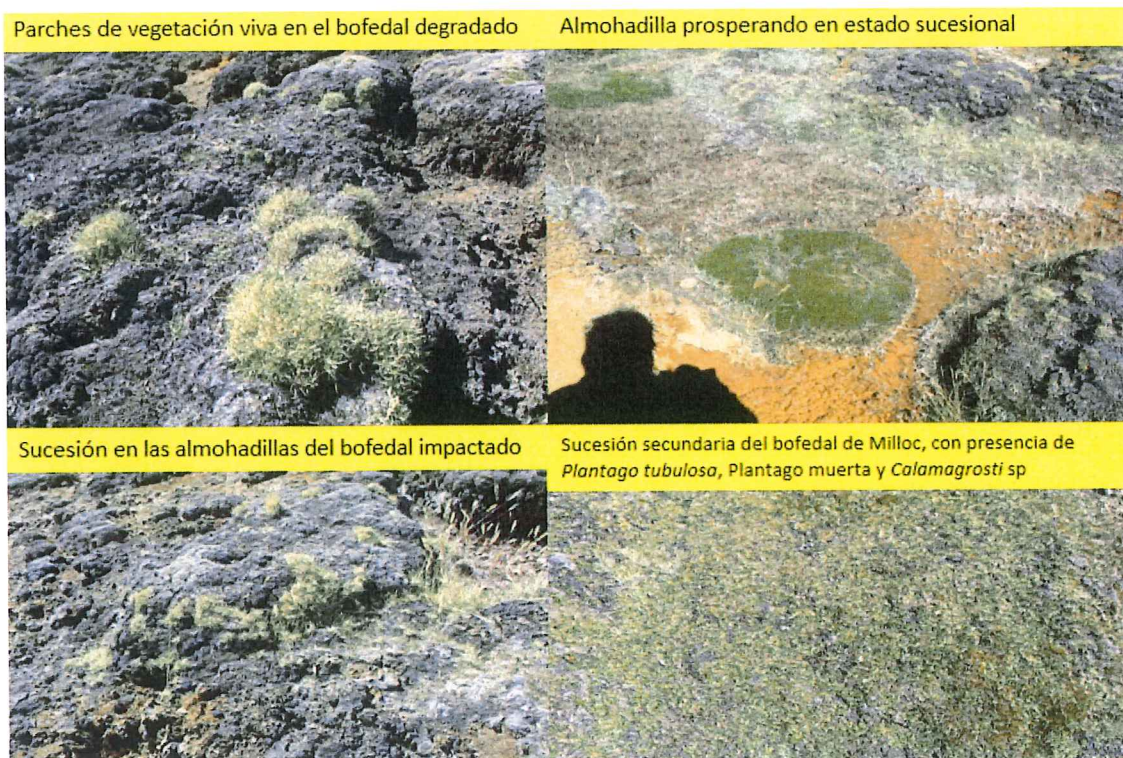 Parches de vegetación viva en el bofedal degradado
Almohadilla prosperando en estado sucesional
Sucesión en las almohadillas del bofedal impactado
Sucesión secundaria del bofedal de Milloc, con presencia de
Plantago tubulosa, Plantago muerta y Calamagrosti sp